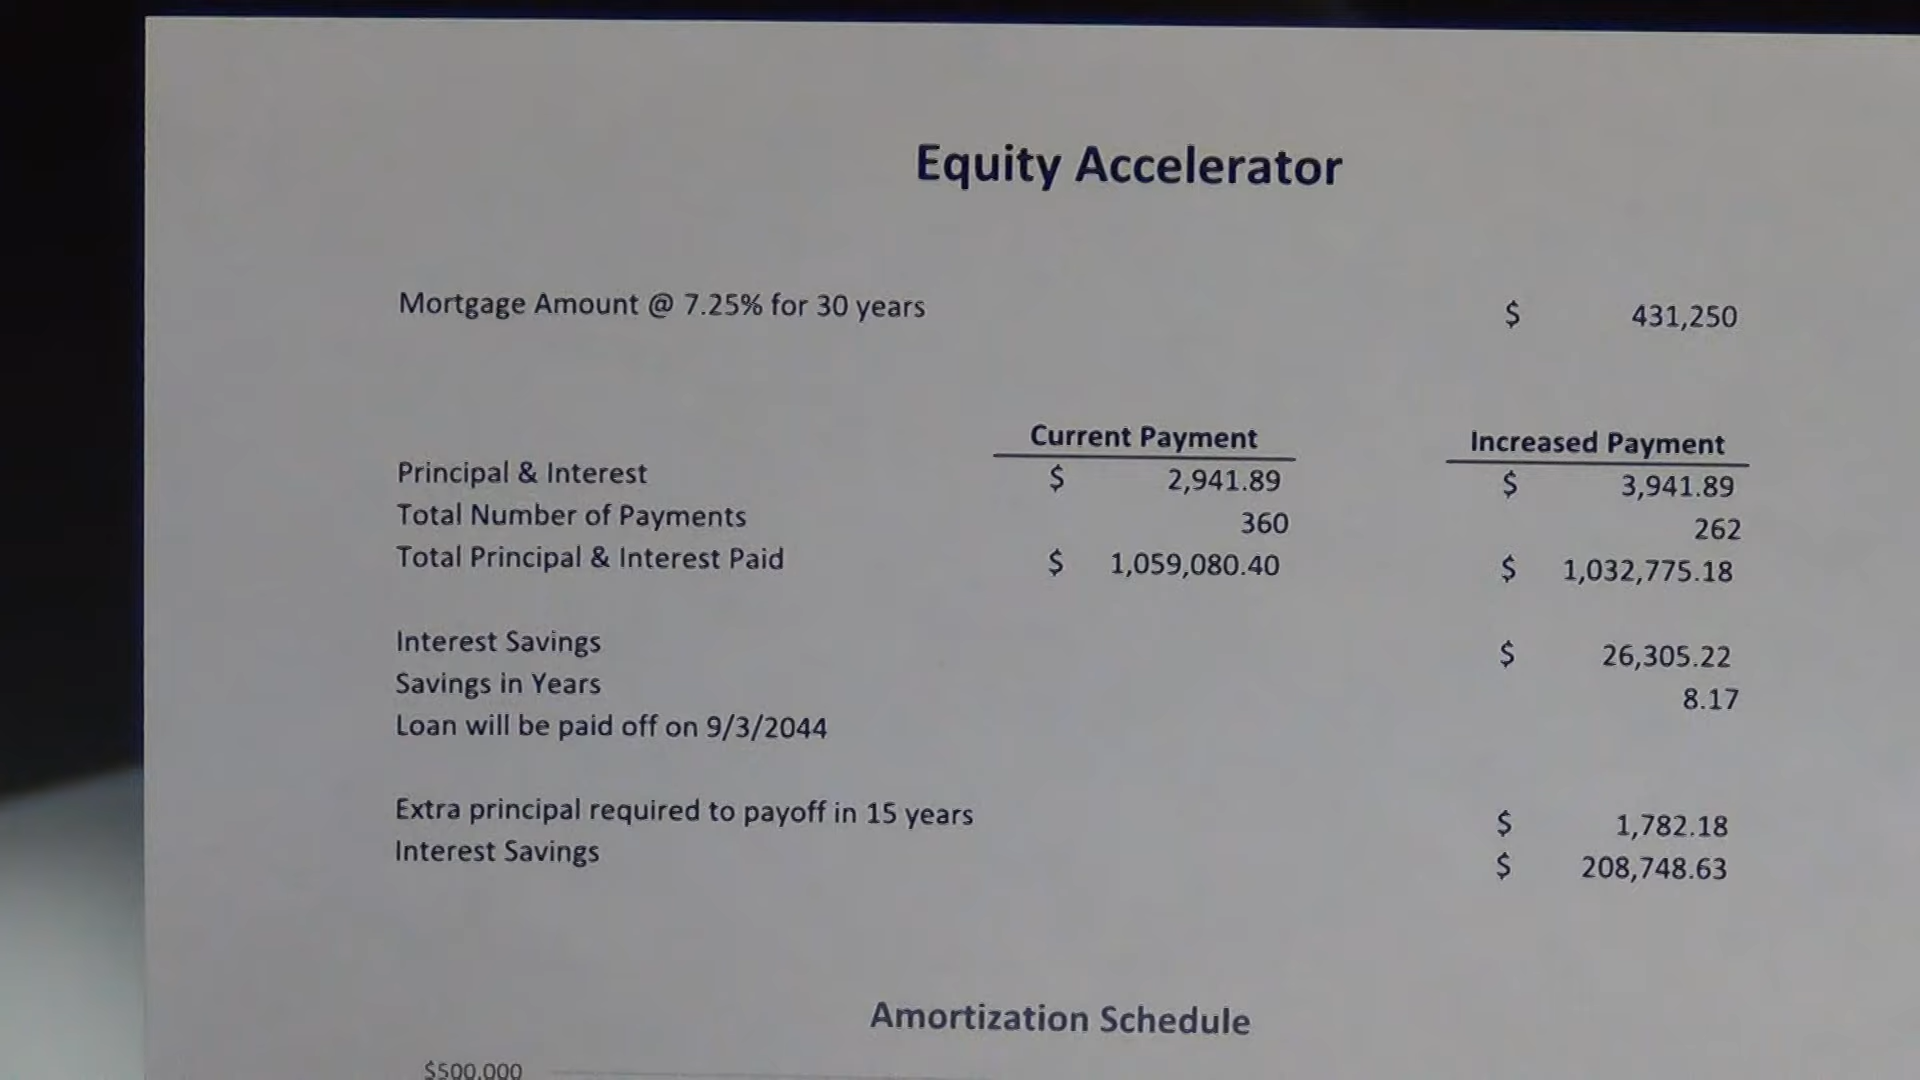 Equity Accelerator
Mortgage Amount @ 7.25% for 30 years $ 431,250
Current Payment Increased Payment
Principal & Interest $ 2,941.89 $ 3,941.89
Total Number of Payments 360 262
Total Principal & Interest Paid $ 1,059,080.40 $ 1,032,775.18
Interest Savings $ 26,305.22
Savings in Years 8.17
Loan will be paid off on 9/3/2044
Extra principal required to payoff in 15 years $ 1,782.18
Interest Savings $ 208,748.63
Amortization Schedule
$500,000